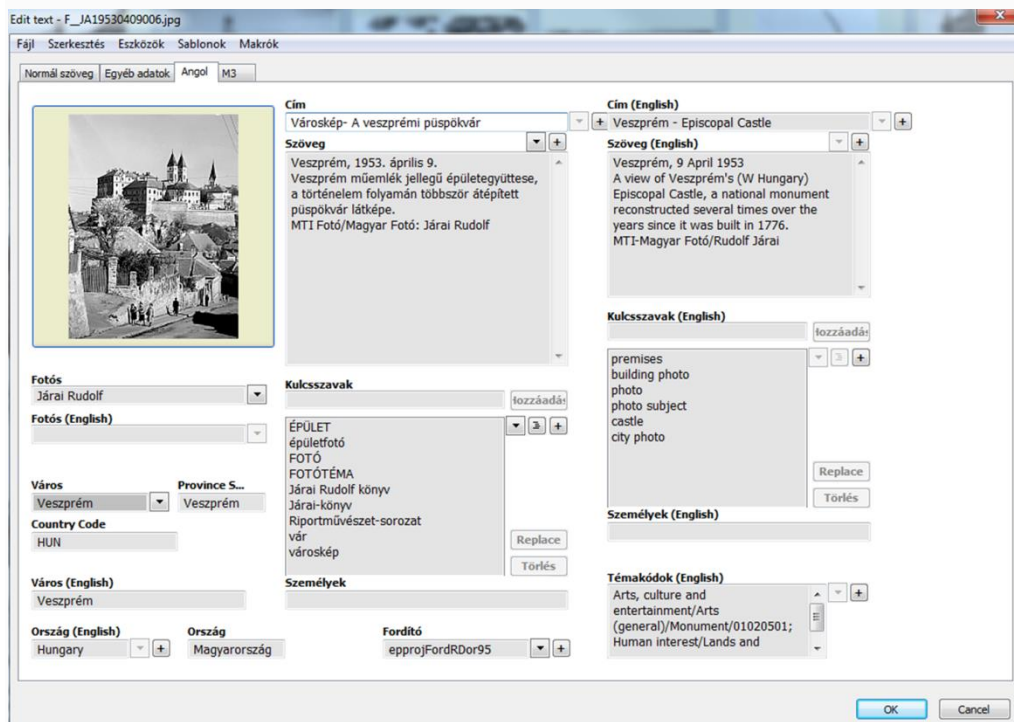 Edit text - F__JA19530409006.jpg
Fájl Szerkesztés Eszközök Sablonok Makrók
Normál szöveg Egyéb adatok Angol M3
Cím
Városkép- A veszprémi püspökvár
Szöveg
Veszprém, 1953. április 9.
Veszprém műemlék jellegű épületegyüttese,
a történelem folyamán többször átépített
püspökvár látképe.
MTI Fotó/Magyar Fotó: Járai Rudolf
Cím (English)
Veszprém - Episcopal Castle
Szöveg (English)
Veszprém, 9 April 1953
A view of Veszprém's (W Hungary)
Episcopal Castle, a national monument
reconstructed several times over the
years since it was built in 1776.
MTI-Magyar Fotó/Rudolf Járai
Fotós
Járai Rudolf
Fotós (English)
Város Province S...
Veszprém Veszprém
Country Code
HUN
Város (English)
Veszprém
Ország (English) Ország
Hungary Magyarország
Kulcsszavak
ÉPÜLET
épületfotó
FOTÓ
FOTÓTÉMA
Járai Rudolf könyv
Járai-könyv
Riportművészet-sorozat
vár
városkép
Replace
Törlés
Személyek
Fordító
epprojFordRDor95
Kulcsszavak (English)
premises
building photo
photo
photo subject
castle
city photo
Replace
Törlés
Személyek (English)
Témakódok (English)
Arts, culture and
entertainment/Arts
(general)/Monument/01020501;
Human interest/Lands and
OK Cancel